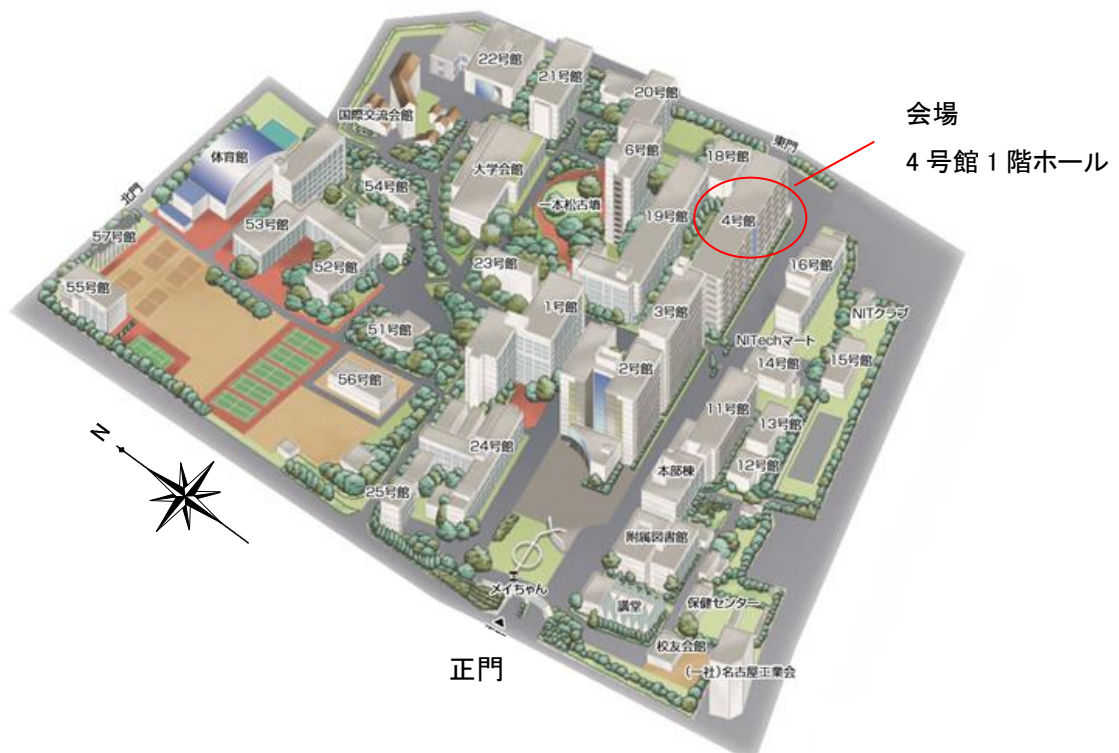 22号館
21号館
20号館
国際交流会館
東門
会場
4 号館 1 階ホール
6号館
18号館
体育館
大学会館
54号館
北門
一本松古墳
19号館
4号館
57号館
53号館
52号館
23号館
16号館
55号館
1号館
3号館
NITクラブ
51号館
NITechマート
2号館
14号館
15号館
56号館
11号館
13号館
24号館
12号館
本部棟
N
25号館
附属図書館
メイちゃん
講堂
保健センター
校友会館
正門
(一社)名古屋工業会